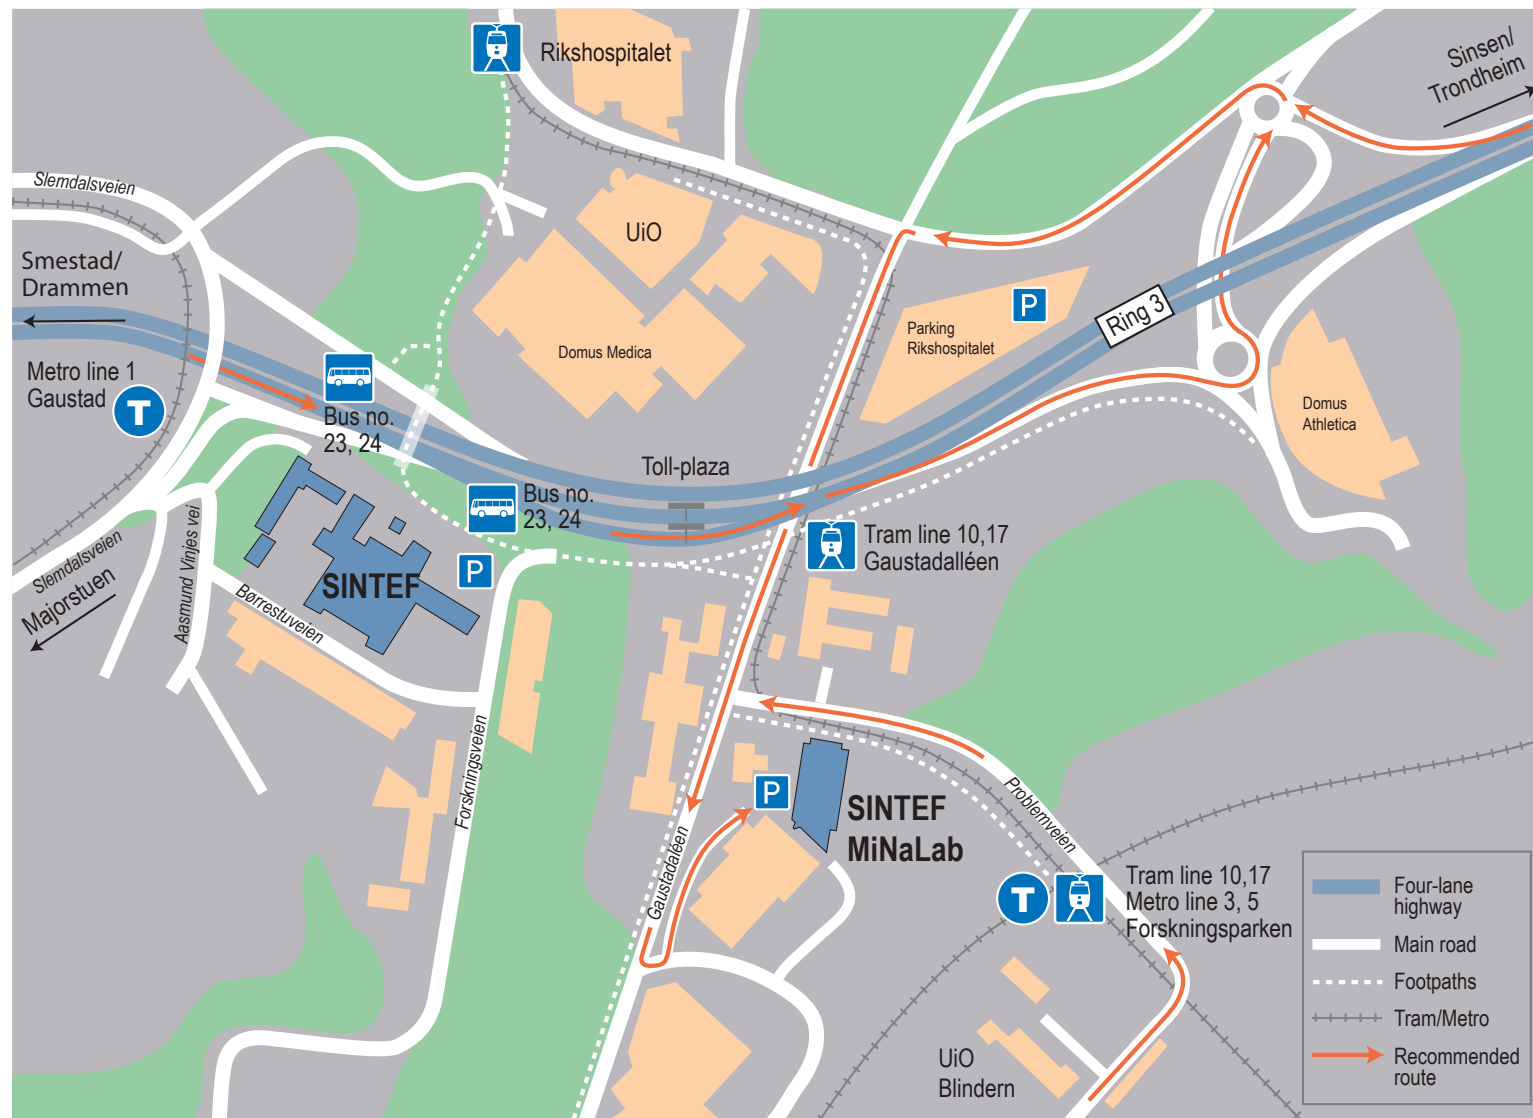 Rikshospitalet
Sinsen/
Trondheim
Slemdalsveien
UiO
Smestad/
Drammen
P
Ring 3
Parking
Rikshospitalet
Domus Medica
Metro line 1
Gaustad
T
Bus no.
23, 24
Domus
Athletica
Toll-plaza
Bus no.
23, 24
Tram line 10,17
Gaustadalléen
Slemdalsveien
Majorstuen
Aasmund Vinjes vei
SINTEF
P
Børrestuveien
Forskningsveien
P
SINTEF
MiNaLab
Problemveien
Gaustadaléen
T
Tram line 10,17
Metro line 3, 5
Forskningsparken
UiO
Blindern
Four-lane
highway
Main road
Footpaths
Tram/Metro
Recommended
route